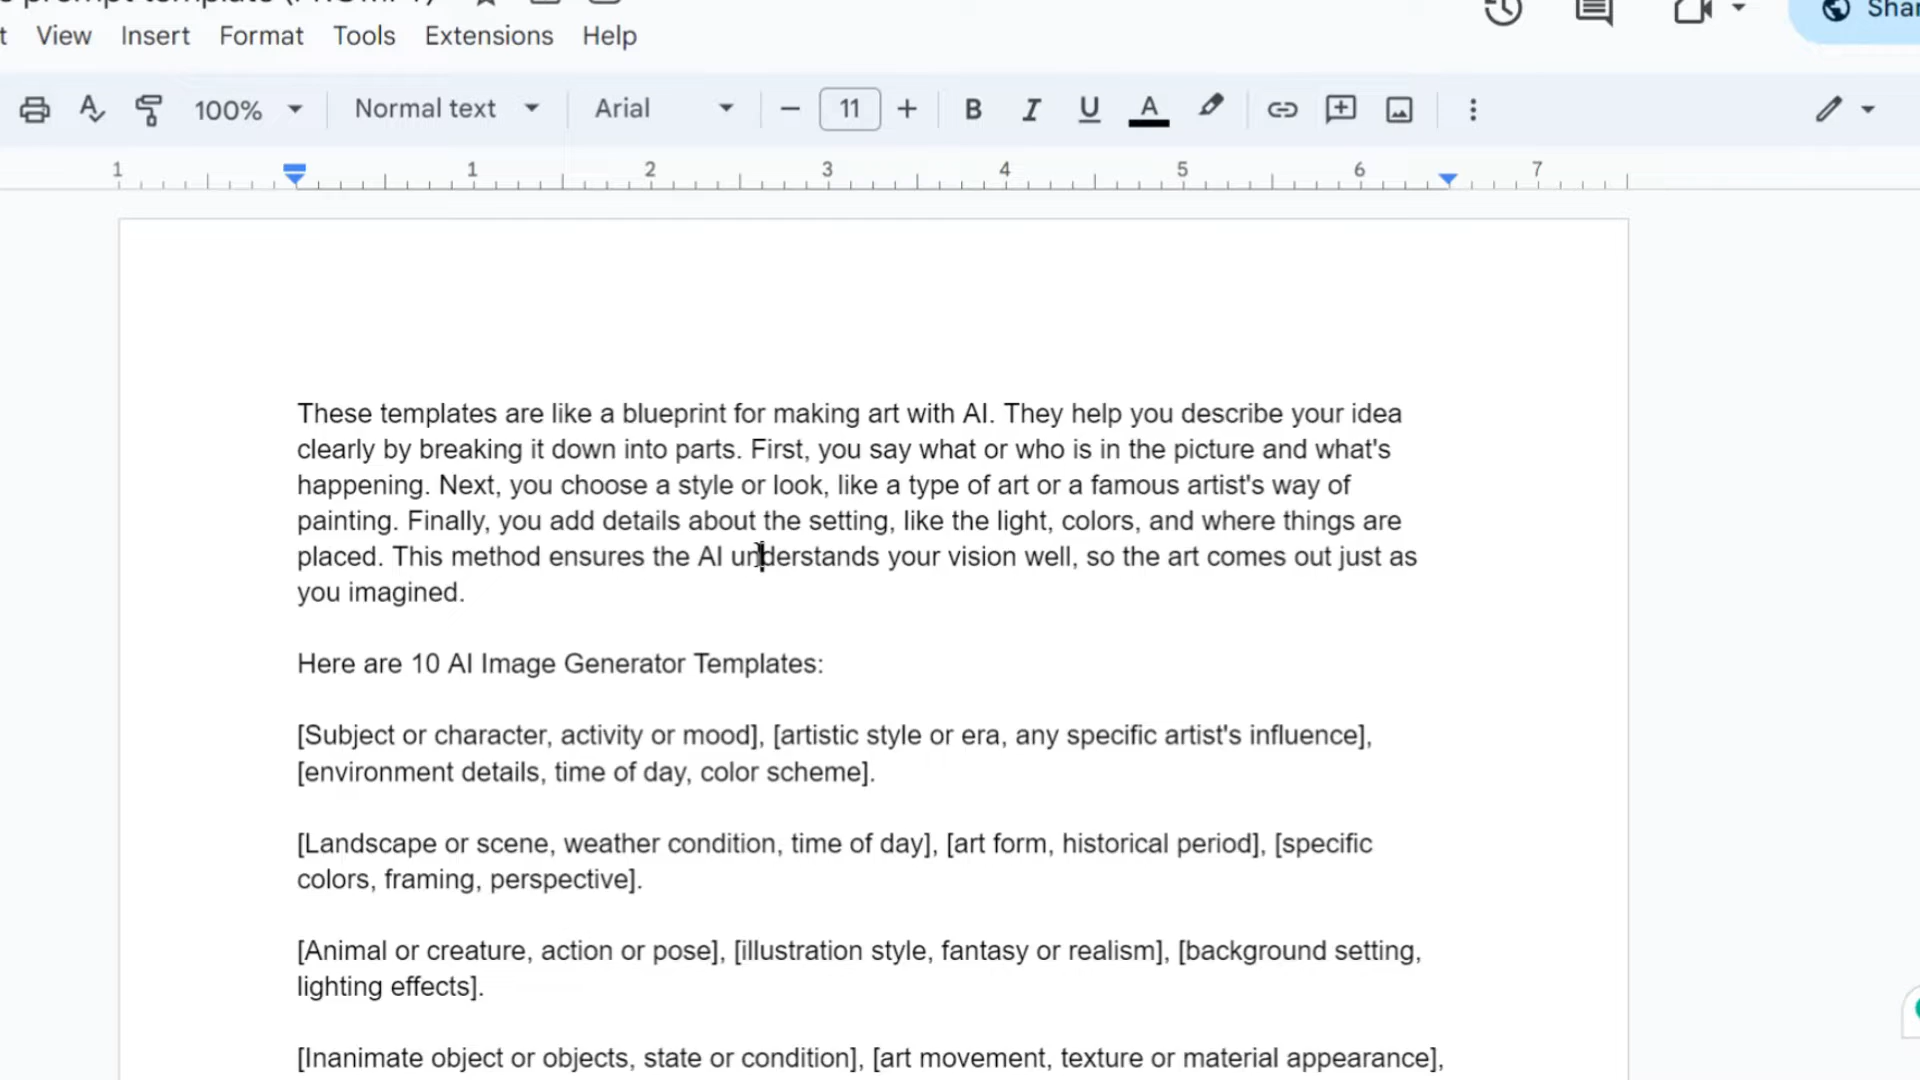 prompt template
View Insert Format Tools Extensions Help
100% Normal text Arial 11 B I U A
1 1 2 3 4 5 6 7
These templates are like a blueprint for making art with AI. They help you describe your idea
clearly by breaking it down into parts. First, you say what or who is in the picture and what's
happening. Next, you choose a style or look, like a type of art or a famous artist's way of
painting. Finally, you add details about the setting, like the light, colors, and where things are
placed. This method ensures the AI understands your vision well, so the art comes out just as
you imagined.
Here are 10 AI Image Generator Templates:
[Subject or character, activity or mood], [artistic style or era, any specific artist's influence],
[environment details, time of day, color scheme].
[Landscape or scene, weather condition, time of day], [art form, historical period], [specific
colors, framing, perspective].
[Animal or creature, action or pose], [illustration style, fantasy or realism], [background setting,
lighting effects].
[Inanimate object or objects, state or condition], [art movement, texture or material appearance],